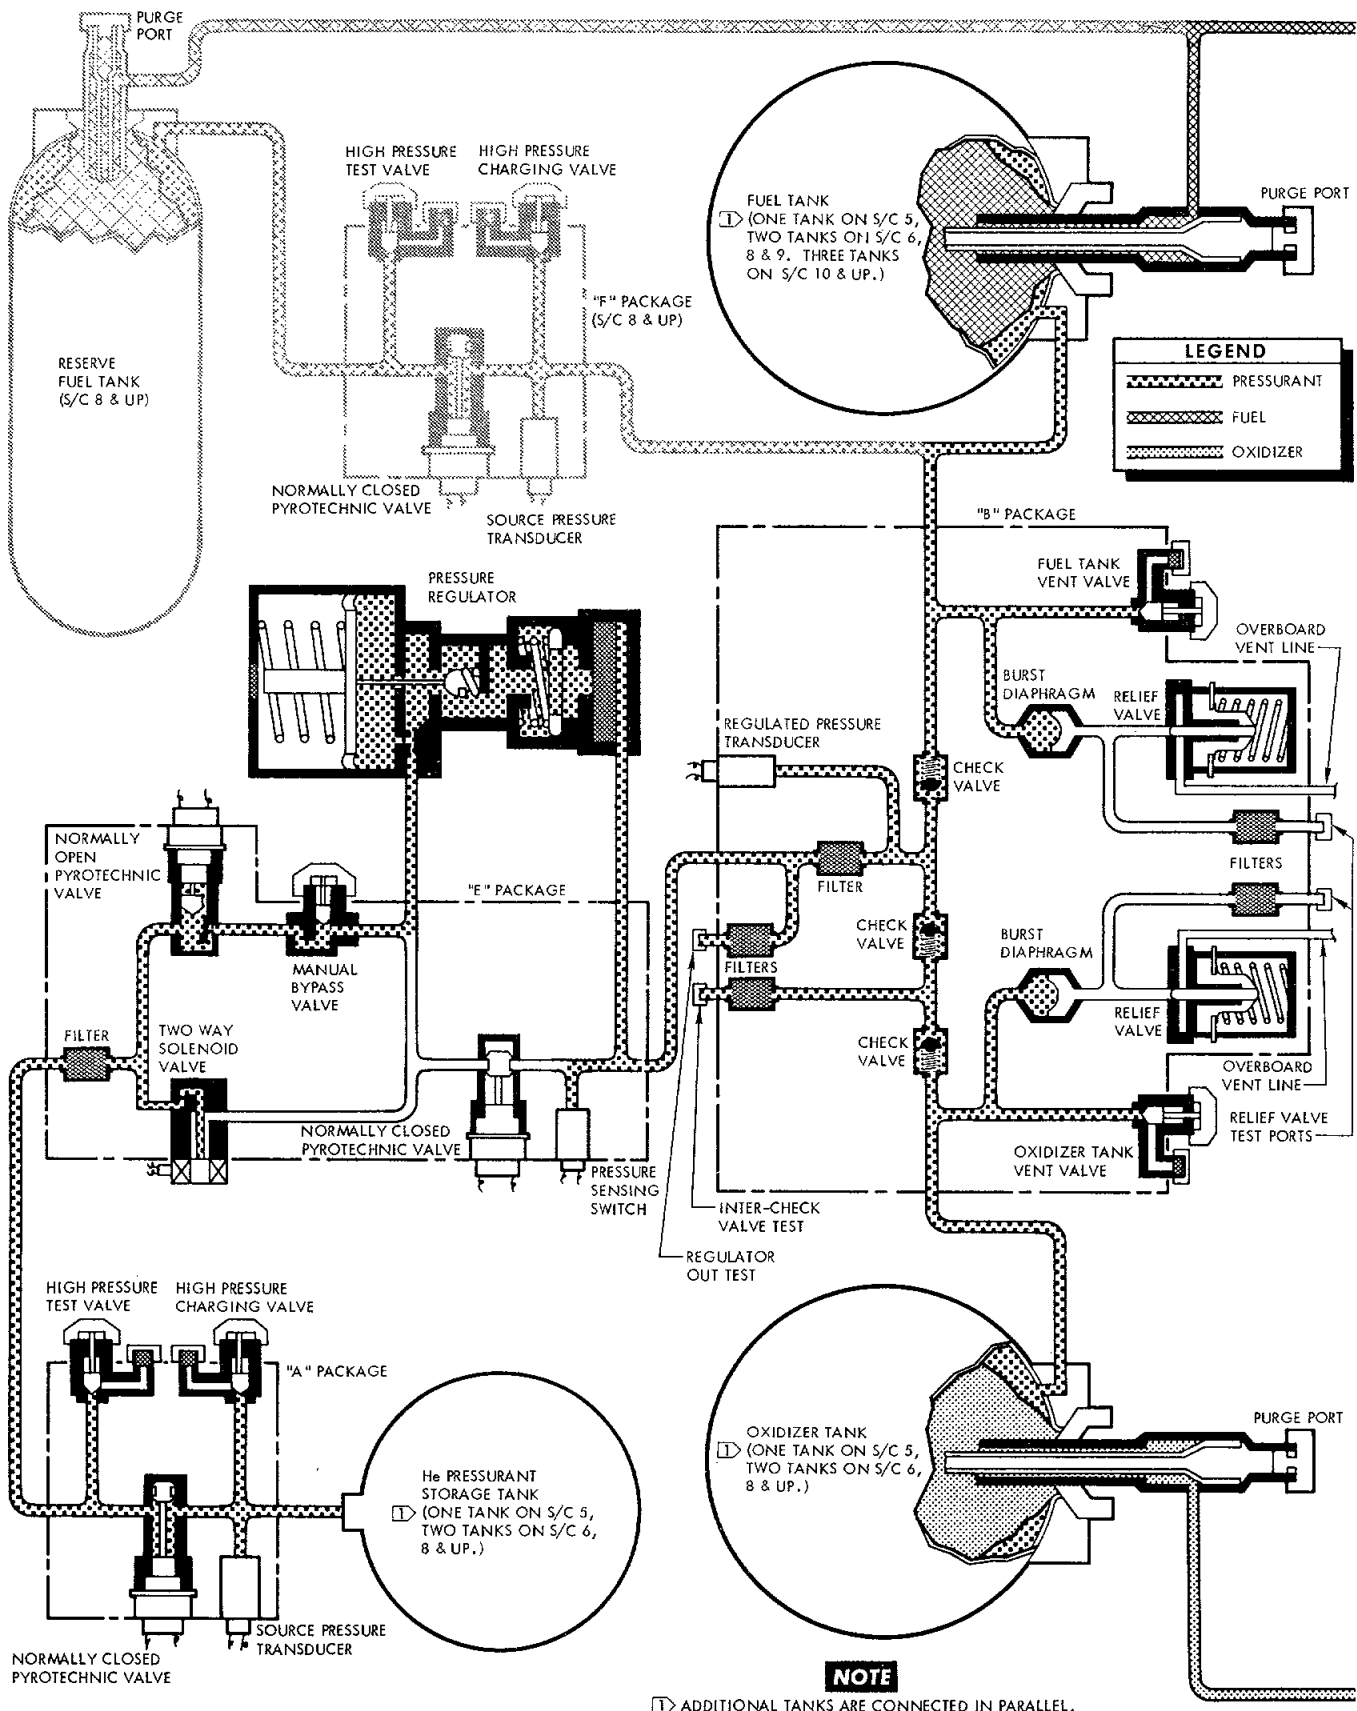 PURGE
PORT
HIGH PRESSURE
TEST VALVE
HIGH PRESSURE
CHARGING VALVE
FUEL TANK
1 (ONE TANK ON S/C 5,
TWO TANKS ON S/C 6,
8 & 9. THREE TANKS
ON S/C 10 & UP.)
PURGE PORT
"F" PACKAGE
(S/C 8 & UP)
RESERVE
FUEL TANK
(S/C 8 & UP)
LEGEND
PRESSURANT
FUEL
OXIDIZER
NORMALLY CLOSED
PYROTECHNIC VALVE
SOURCE PRESSURE
TRANSDUCER
"B" PACKAGE
FUEL TANK
VENT VALVE
PRESSURE
REGULATOR
OVERBOARD
VENT LINE
BURST
DIAPHRAGM
RELIEF
VALVE
REGULATED PRESSURE
TRANSDUCER
CHECK
VALVE
NORMALLY
OPEN
PYROTECHNIC
VALVE
"E" PACKAGE
FILTER
FILTERS
MANUAL
BYPASS
VALVE
CHECK
VALVE
BURST
DIAPHRAGM
FILTERS
FILTER
TWO WAY
SOLENOID
VALVE
RELIEF
VALVE
CHECK
VALVE
OVERBOARD
VENT LINE
NORMALLY CLOSED
PYROTECHNIC VALVE
RELIEF VALVE
TEST PORTS
OXIDIZER TANK
VENT VALVE
PRESSURE
SENSING
SWITCH
INTER-CHECK
VALVE TEST
REGULATOR
OUT TEST
HIGH PRESSURE
TEST VALVE
HIGH PRESSURE
CHARGING VALVE
"A" PACKAGE
He PRESSURANT
STORAGE TANK
1 (ONE TANK ON S/C 5,
TWO TANKS ON S/C 6,
8 & UP.)
OXIDIZER TANK
1 (ONE TANK ON S/C 5,
TWO TANKS ON S/C 6,
8 & UP.)
PURGE PORT
SOURCE PRESSURE
TRANSDUCER
NORMALLY CLOSED
PYROTECHNIC VALVE
NOTE
1 ADDITIONAL TANKS ARE CONNECTED IN PARALLEL.